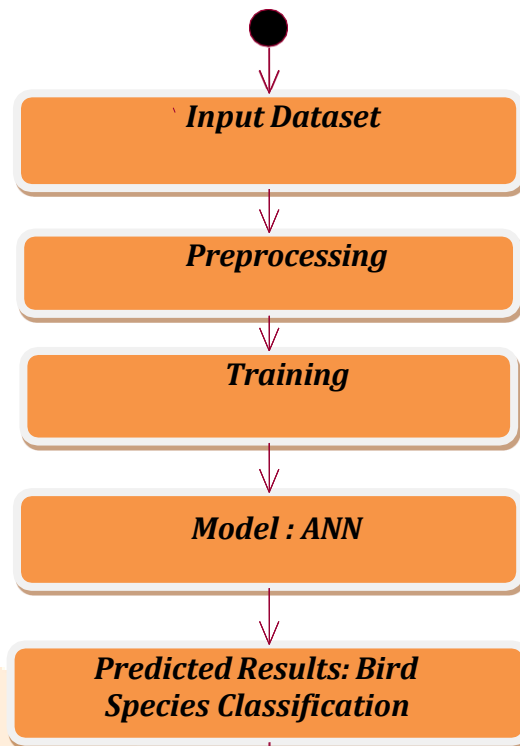 Input Dataset
Preprocessing
Training
Model : ANN
Predicted Results: Bird
Species Classification